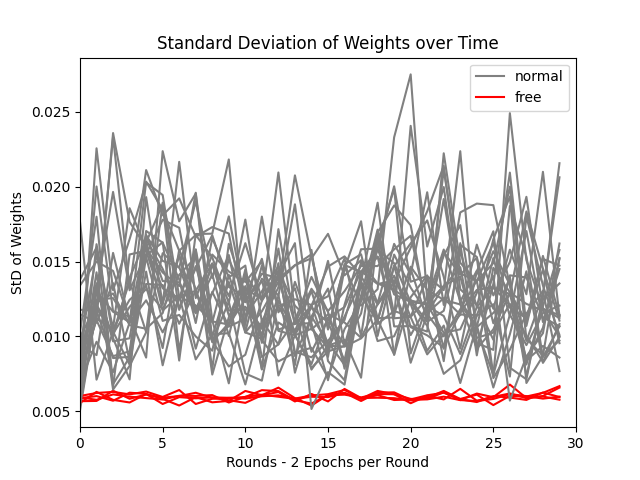 Standard Deviation of Weights over Time
normal
free
0.025
0.020
0.015
0.010
0.005
StD of Weights
0 5 10 15 20 25 30
Rounds - 2 Epochs per Round